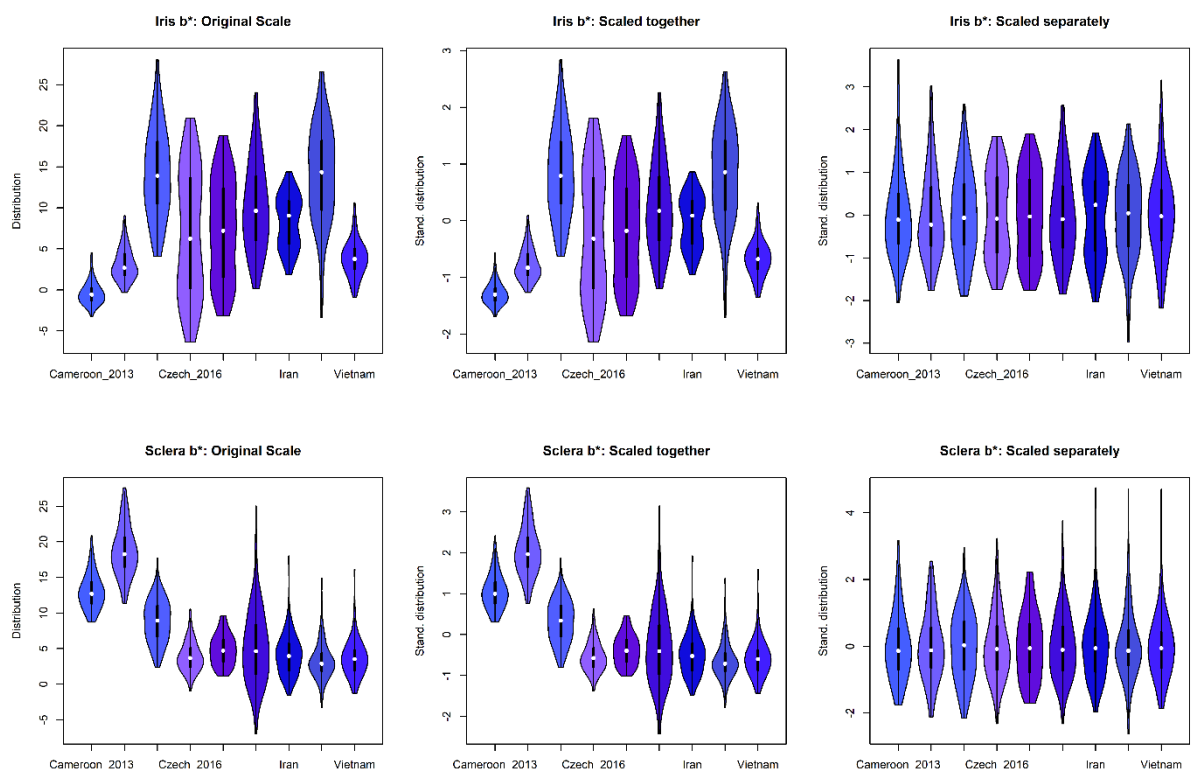 Iris b*: Original Scale
Iris b*: Scaled together
Iris b*: Scaled separately
Distribution
25
20
15
10
5
0
-5
Cameroon_2013 Czech_2016 Iran Vietnam
Stand. distribution
3
2
1
0
-1
-2
Cameroon_2013 Czech_2016 Iran Vietnam
Stand. distribution
3
2
1
0
-1
-2
-3
Cameroon_2013 Czech_2016 Iran Vietnam
Sclera b*: Original Scale
Sclera b*: Scaled together
Sclera b*: Scaled separately
Distribution
25
20
15
10
5
0
-5
Cameroon_2013 Czech_2016 Iran Vietnam
Stand. distribution
3
2
1
0
-1
-2
Cameroon_2013 Czech_2016 Iran Vietnam
Stand. distribution
4
2
0
-2
Cameroon_2013 Czech_2016 Iran Vietnam